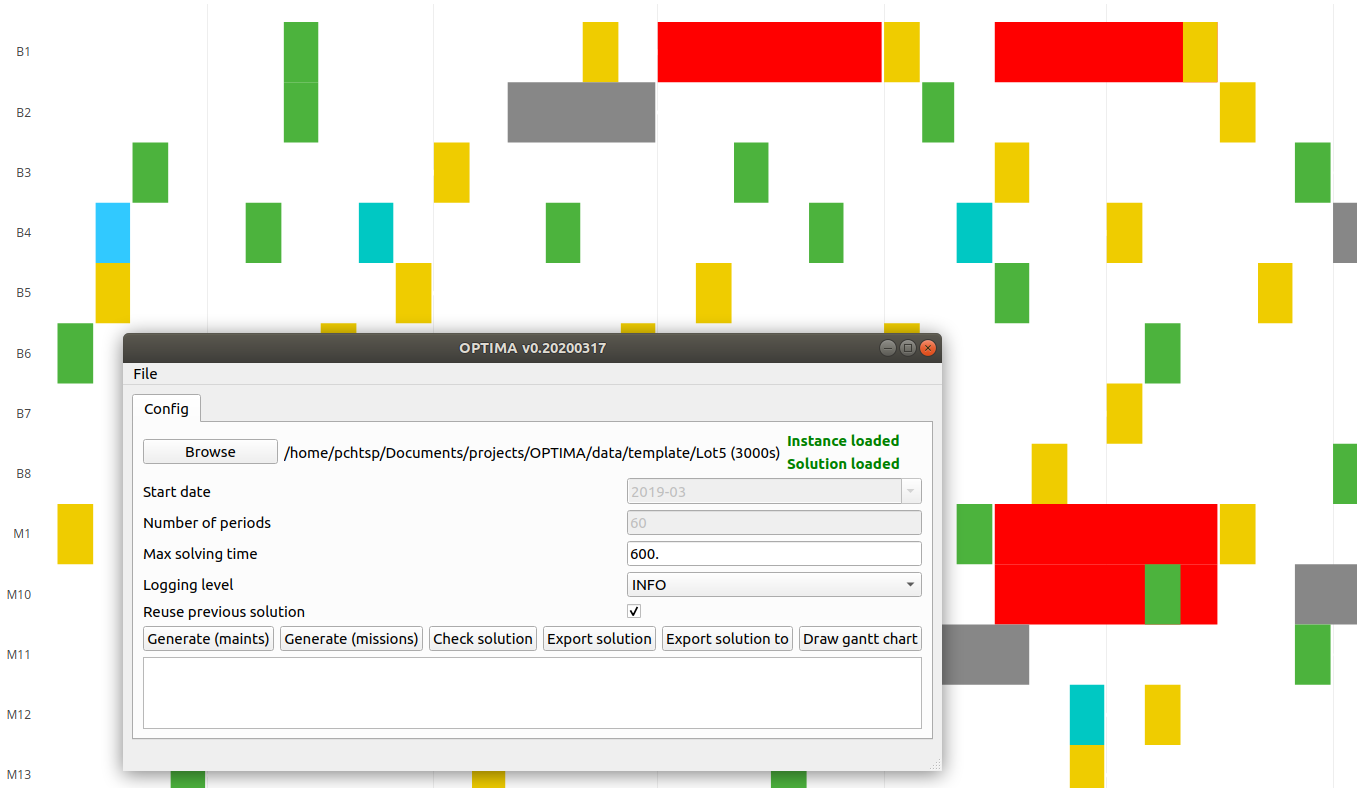 B1
B2
B3
B4
B5
B6
B7
B8
M1
M10
M11
M12
M13
OPTIMA v0.20200317
File
Config
Browse /home/pchtsp/Documents/projects/OPTIMA/data/template/Lot5 (3000s)
Instance loaded
Solution loaded
Start date 2019-03
Number of periods 60
Max solving time 600.
Logging level INFO
Reuse previous solution
Generate (maints) Generate (missions) Check solution Export solution Export solution to Draw gantt chart